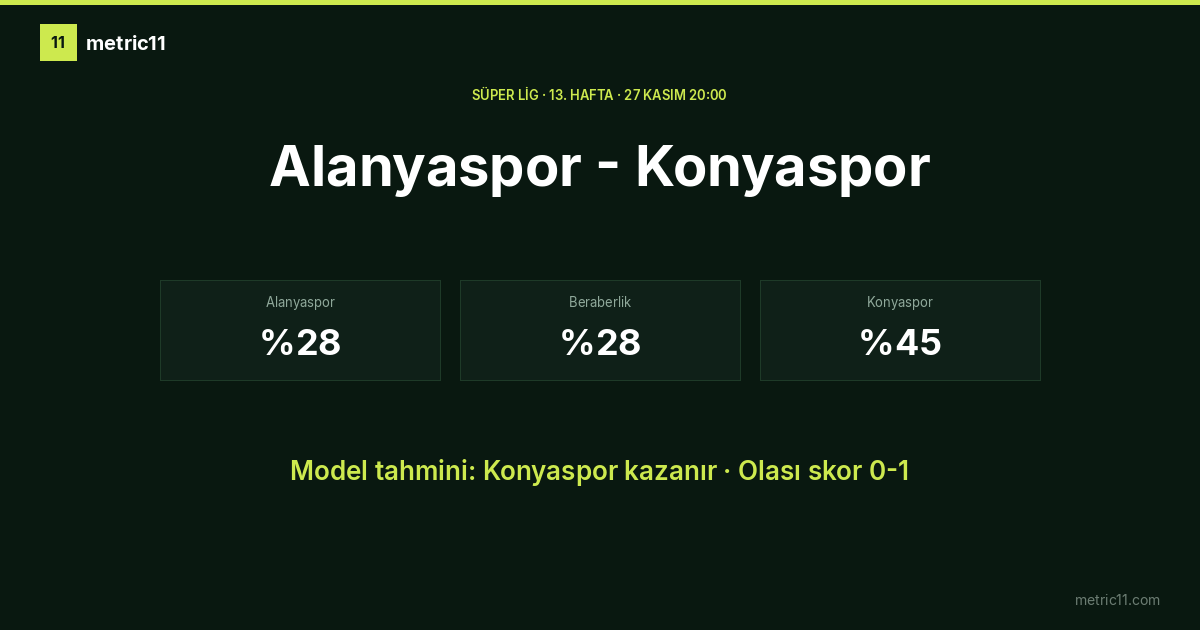 11 metric11
SÜPER LİG · 13. HAFTA · 27 KASIM 20:00
Alanyaspor - Konyaspor
Alanyaspor
%28
Beraberlik
%28
Konyaspor
%45
Model tahmini: Konyaspor kazanır · Olası skor 0-1
metric11.com